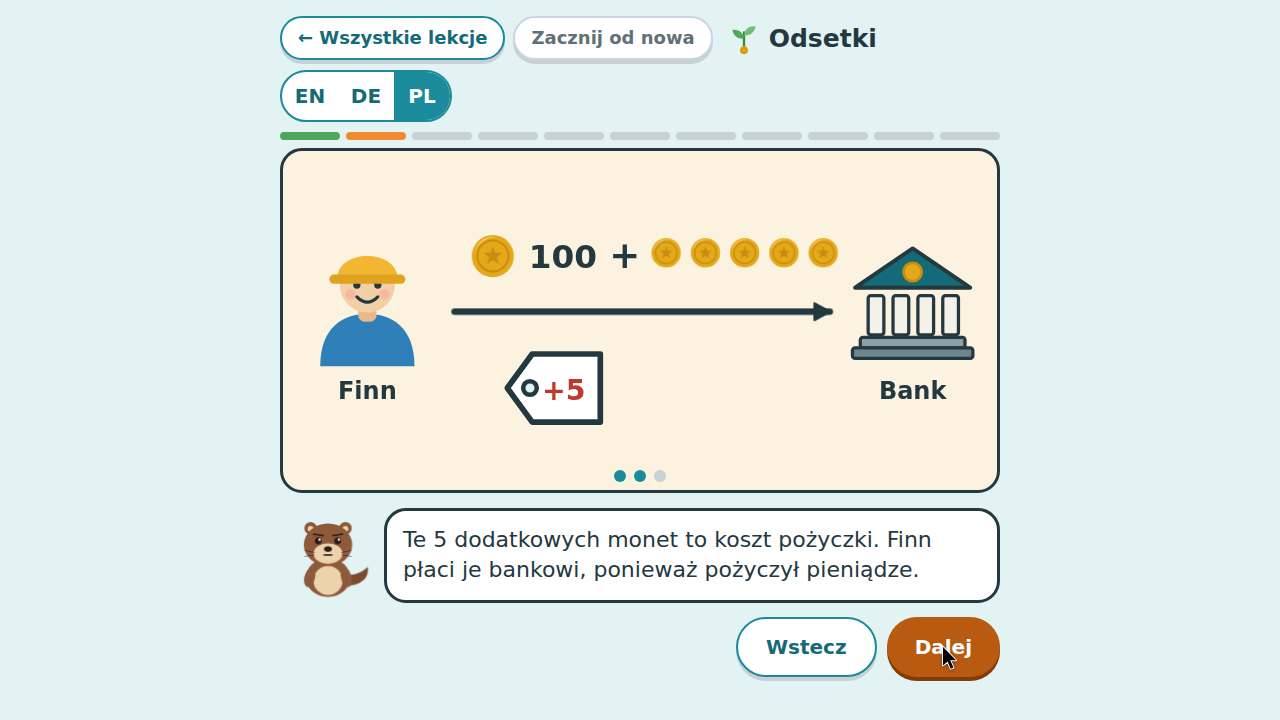 ← Wszystkie lekcje
Zacznij od nowa
Odsetki
EN DE PL
100 +
+5
Finn
Bank
Te 5 dodatkowych monet to koszt pożyczki. Finn
płaci je bankowi, ponieważ pożyczył pieniądze.
Wstecz
Dalej